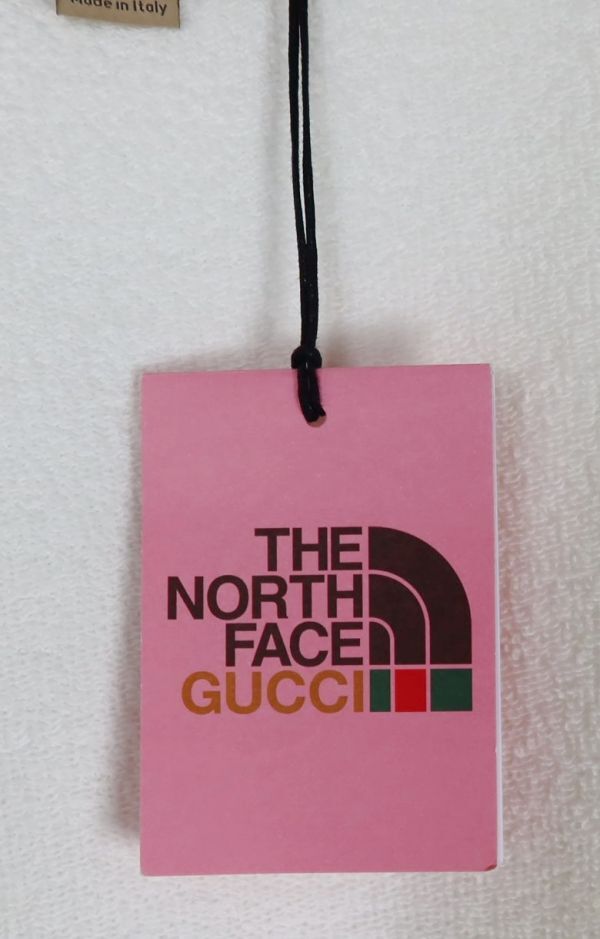 Made in Italy
THE
NORTH
FACE
GUCCI